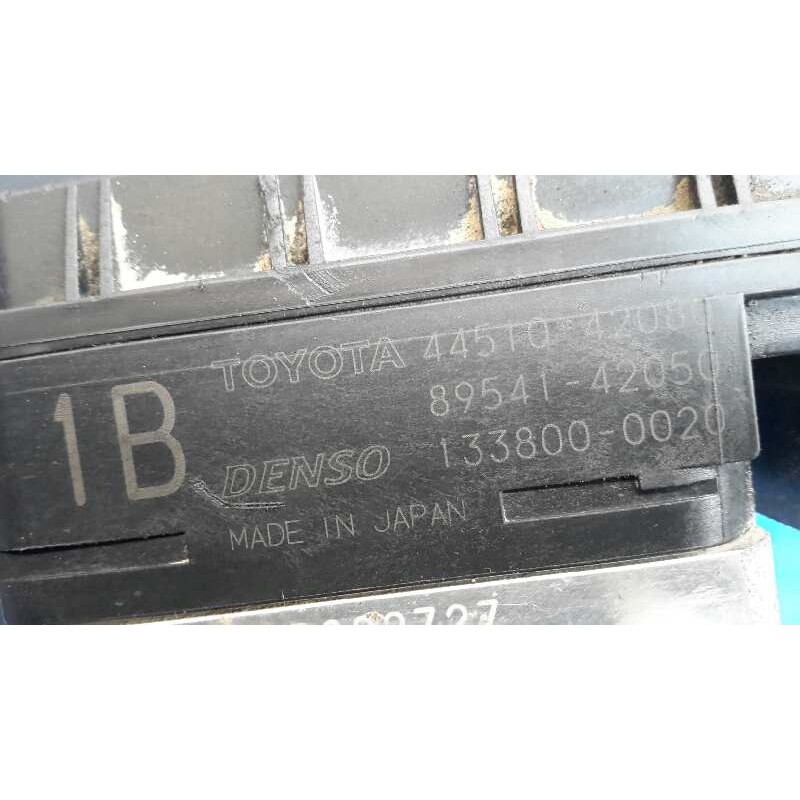 TOYOTA 44510-42080
89541-42050
1B
DENSO 133800-0020
MADE IN JAPAN